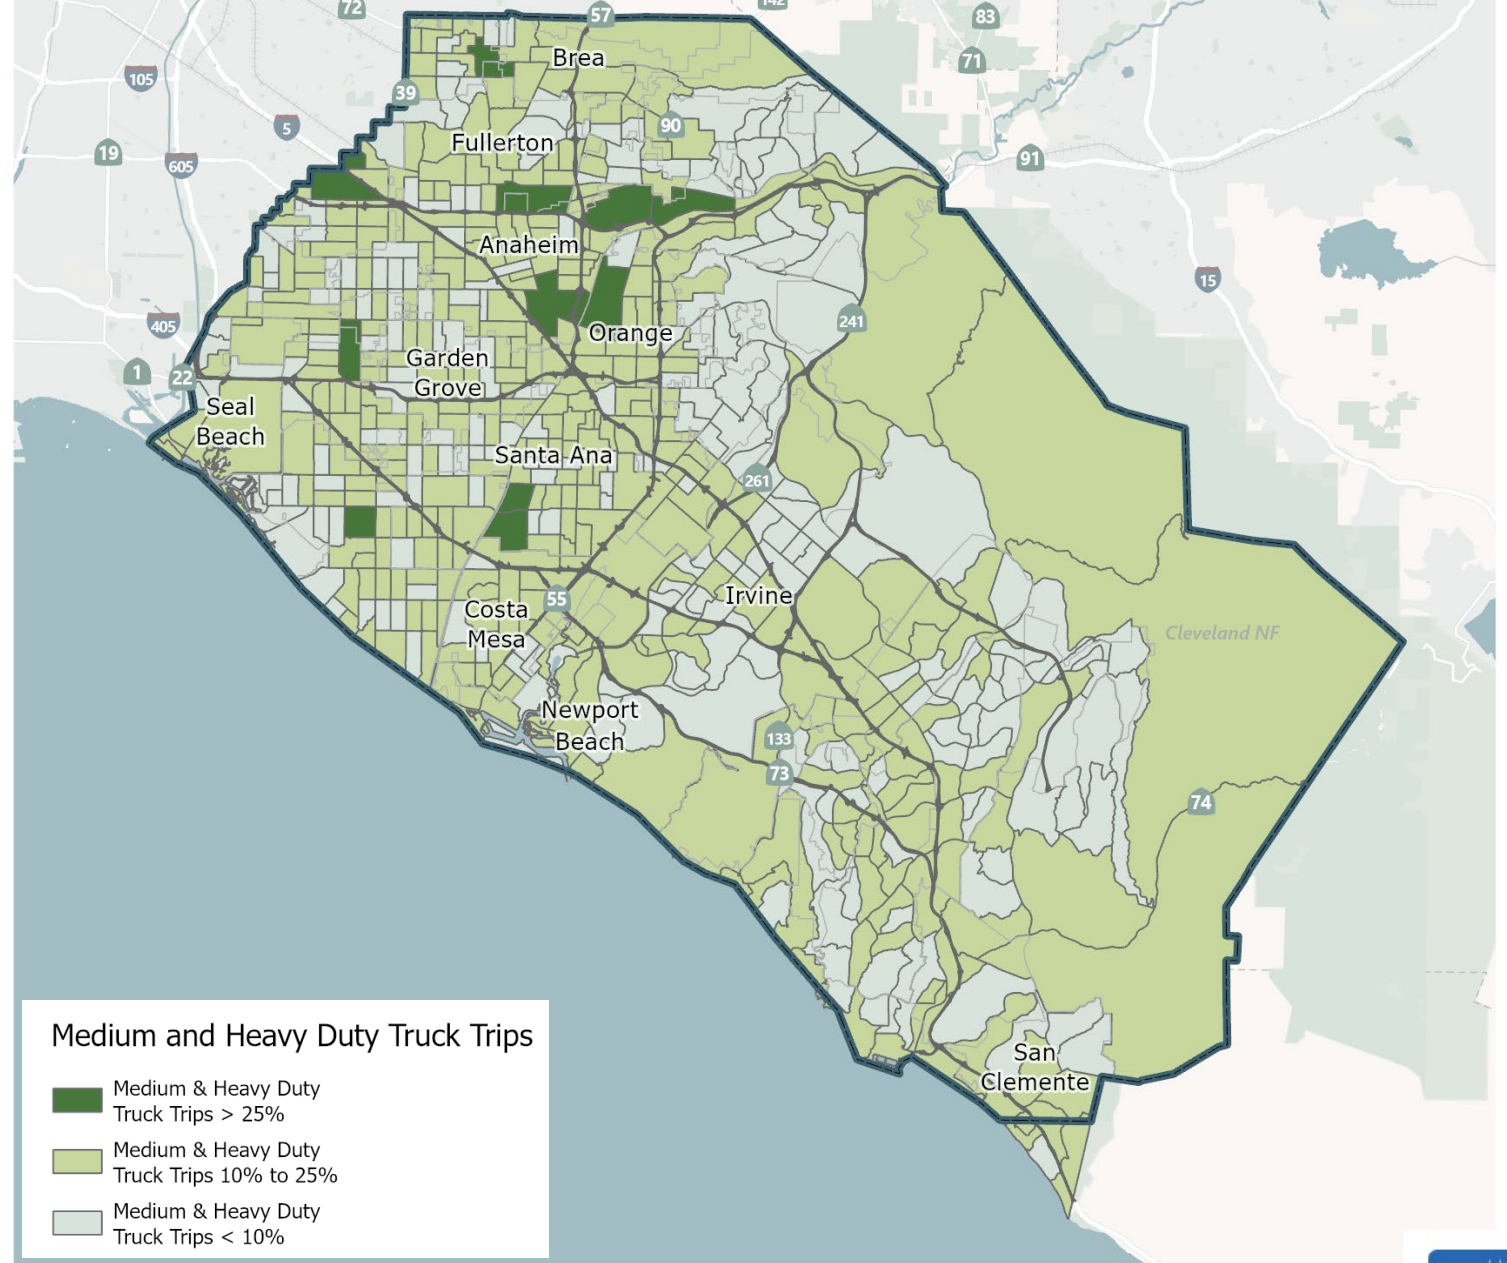 72
57
142
83
71
Brea
105
39
5
90
Fullerton
19
605
91
Anaheim
15
405
241
Orange
Garden
Grove
1
22
Seal
Beach
Santa Ana
261
Irvine
55
Costa
Mesa
Cleveland NF
Newport
Beach
133
73
74
San
Clemente
Medium and Heavy Duty Truck Trips
Medium & Heavy Duty
Truck Trips > 25%
Medium & Heavy Duty
Truck Trips 10% to 25%
Medium & Heavy Duty
Truck Trips < 10%